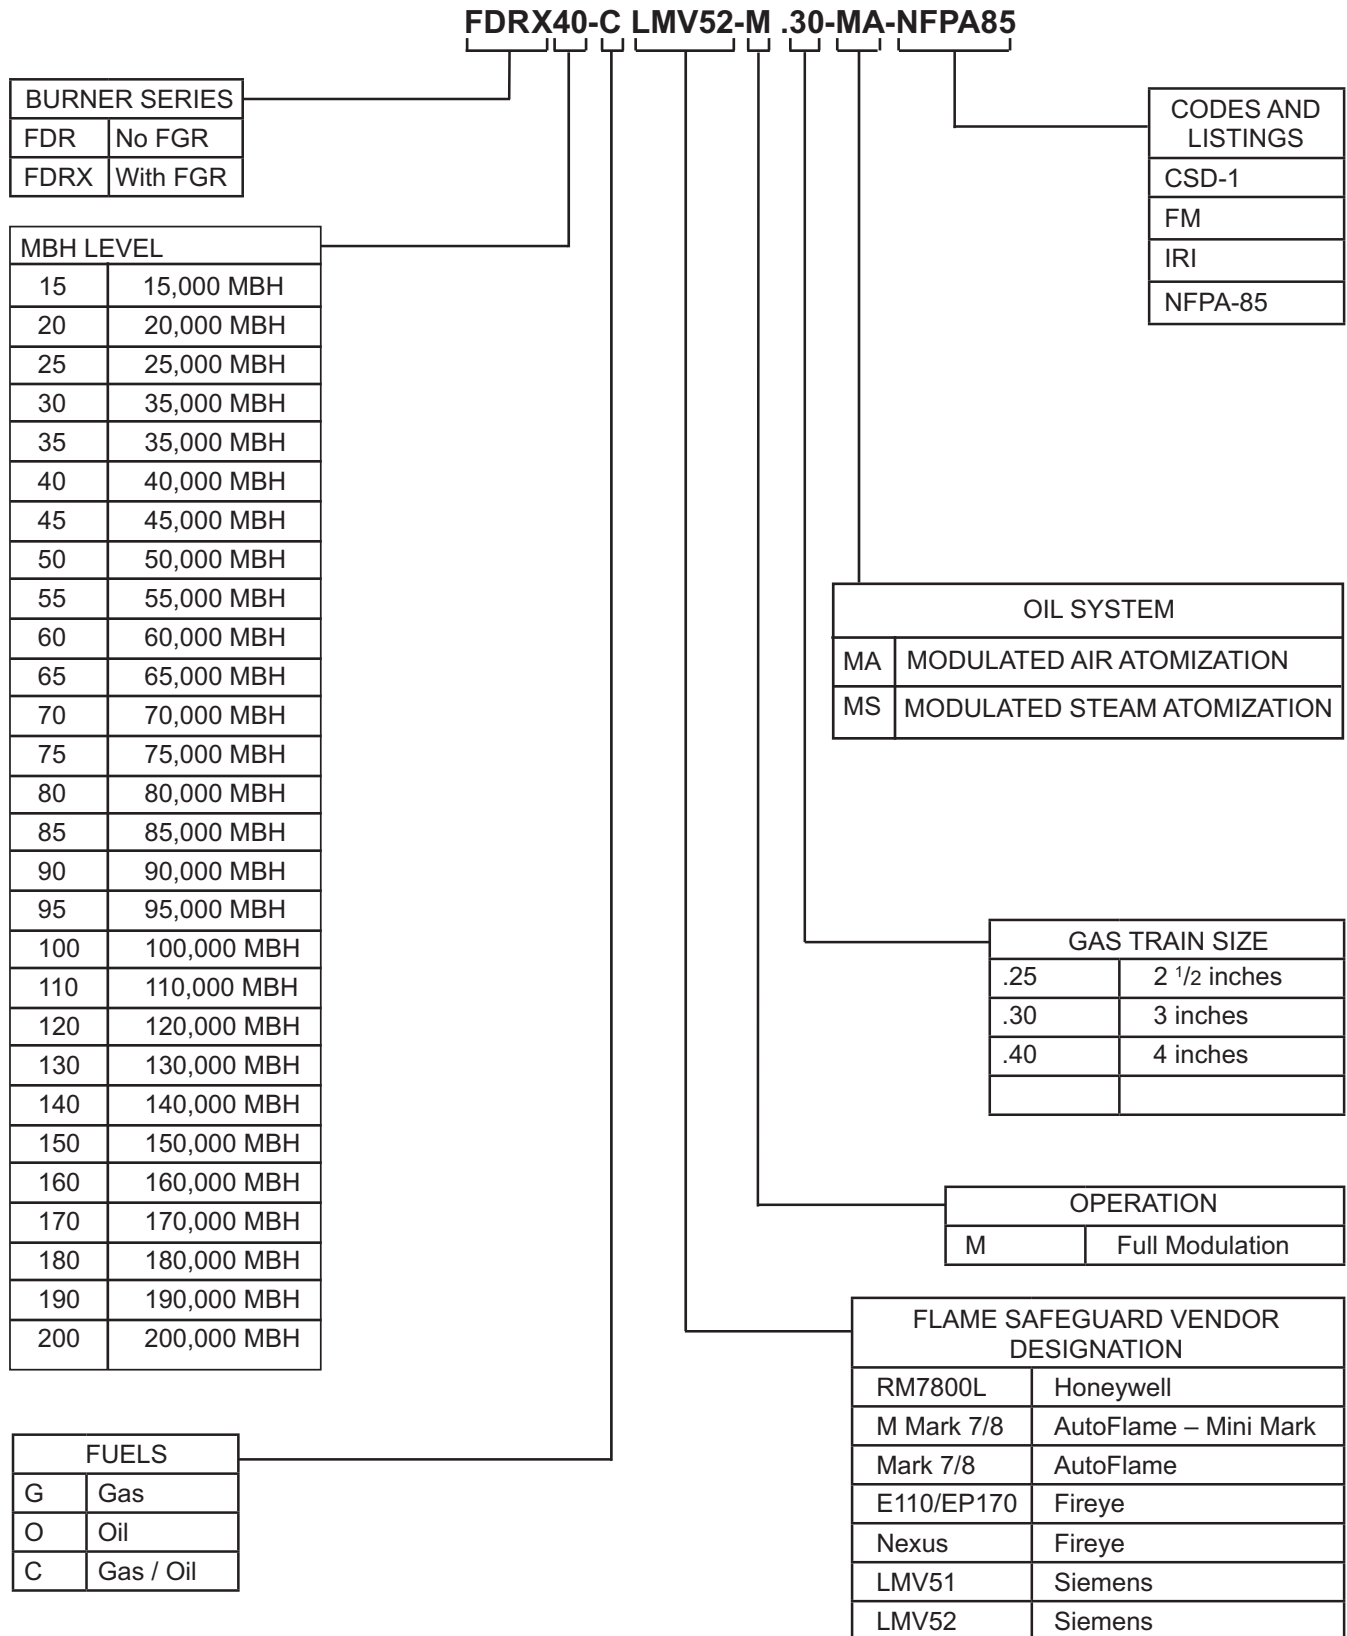 FDRX40-C LMV52-M .30-MA-NFPA85
BURNER SERIES
FDR No FGR
FDRX With FGR
MBH LEVEL
15 15,000 MBH
20 20,000 MBH
25 25,000 MBH
30 35,000 MBH
35 35,000 MBH
40 40,000 MBH
45 45,000 MBH
50 50,000 MBH
55 55,000 MBH
60 60,000 MBH
65 65,000 MBH
70 70,000 MBH
75 75,000 MBH
80 80,000 MBH
85 85,000 MBH
90 90,000 MBH
95 95,000 MBH
100 100,000 MBH
110 110,000 MBH
120 120,000 MBH
130 130,000 MBH
140 140,000 MBH
150 150,000 MBH
160 160,000 MBH
170 170,000 MBH
180 180,000 MBH
190 190,000 MBH
200 200,000 MBH
FUELS
G Gas
O Oil
C Gas / Oil
CODES AND
LISTINGS
CSD-1
FM
IRI
NFPA-85
OIL SYSTEM
MA MODULATED AIR ATOMIZATION
MS MODULATED STEAM ATOMIZATION
GAS TRAIN SIZE
.25 2 1/2 inches
.30 3 inches
.40 4 inches
OPERATION
M Full Modulation
FLAME SAFEGUARD VENDOR
DESIGNATION
RM7800L Honeywell
M Mark 7/8 AutoFlame – Mini Mark
Mark 7/8 AutoFlame
E110/EP170 Fireye
Nexus Fireye
LMV51 Siemens
LMV52 Siemens